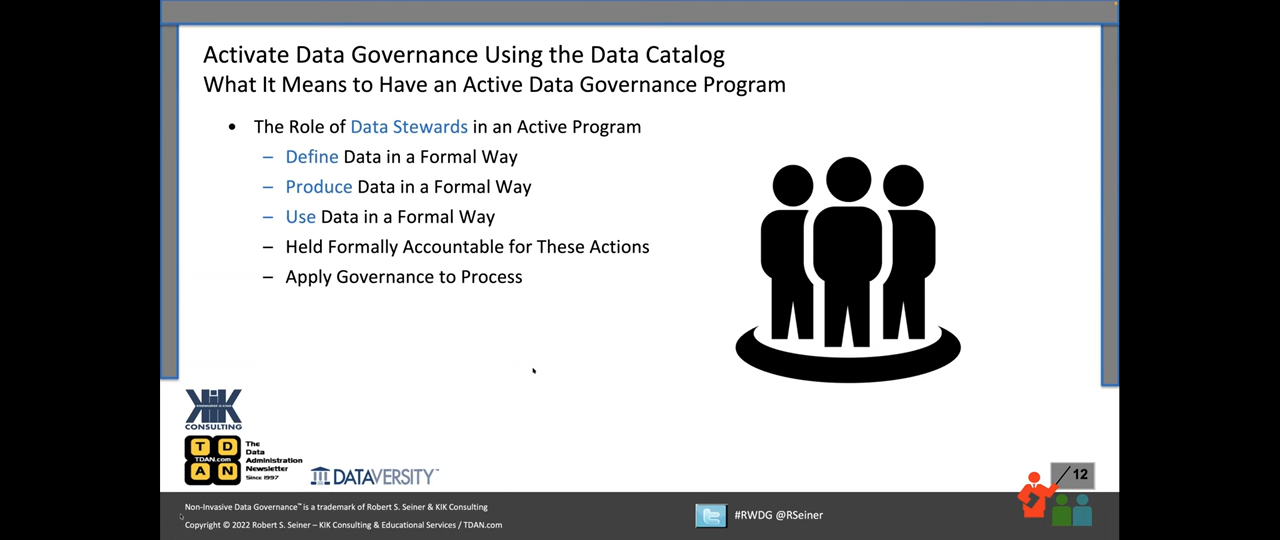 Activate Data Governance Using the Data Catalog
What It Means to Have an Active Data Governance Program
• The Role of Data Stewards in an Active Program
– Define Data in a Formal Way
– Produce Data in a Formal Way
– Use Data in a Formal Way
– Held Formally Accountable for These Actions
– Apply Governance to Process
KIK
CONSULTING
T D
TDAN.com
A N
The
Data
Administration
Newsletter
Since 1997
DATAVERSITY™
12
Non-Invasive Data Governance™ is a trademark of Robert S. Seiner & KIK Consulting
Copyright © 2022 Robert S. Seiner – KIK Consulting & Educational Services / TDAN.com
#RWDG @RSeiner